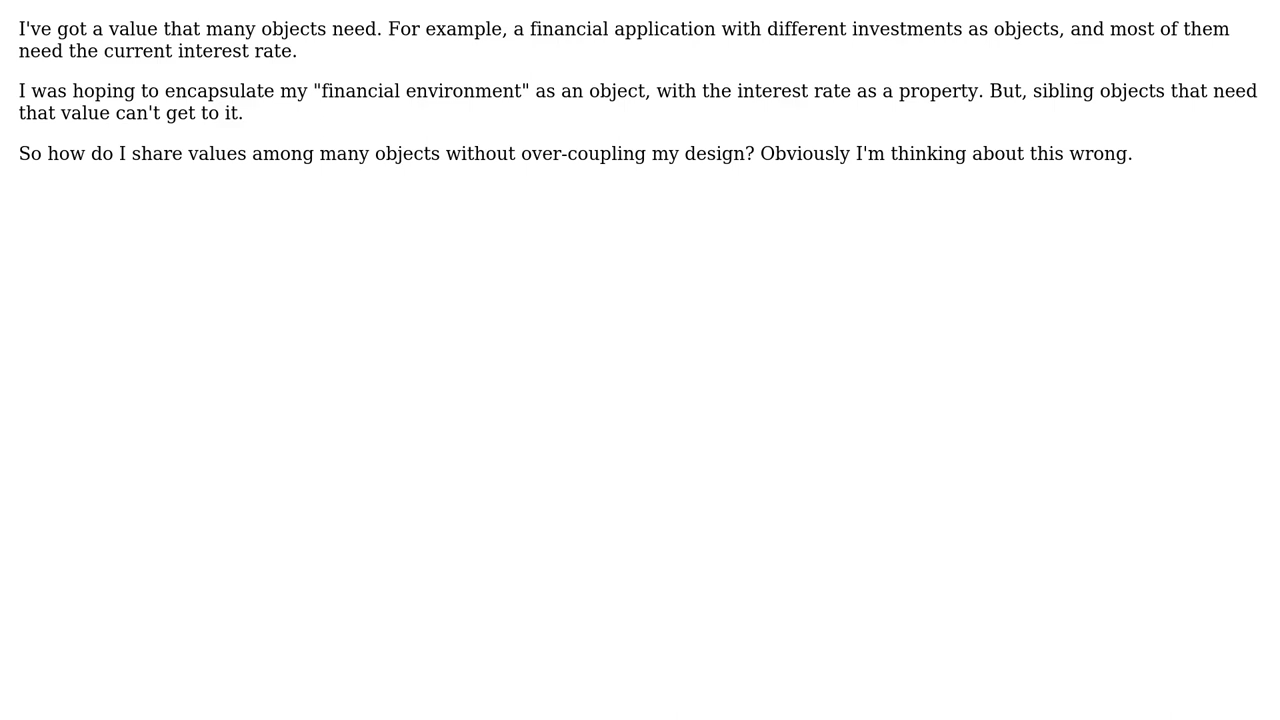 I've got a value that many objects need. For example, a financial application with different investments as objects, and most of them
need the current interest rate.
I was hoping to encapsulate my "financial environment" as an object, with the interest rate as a property. But, sibling objects that need
that value can't get to it.
So how do I share values among many objects without over-coupling my design? Obviously I'm thinking about this wrong.